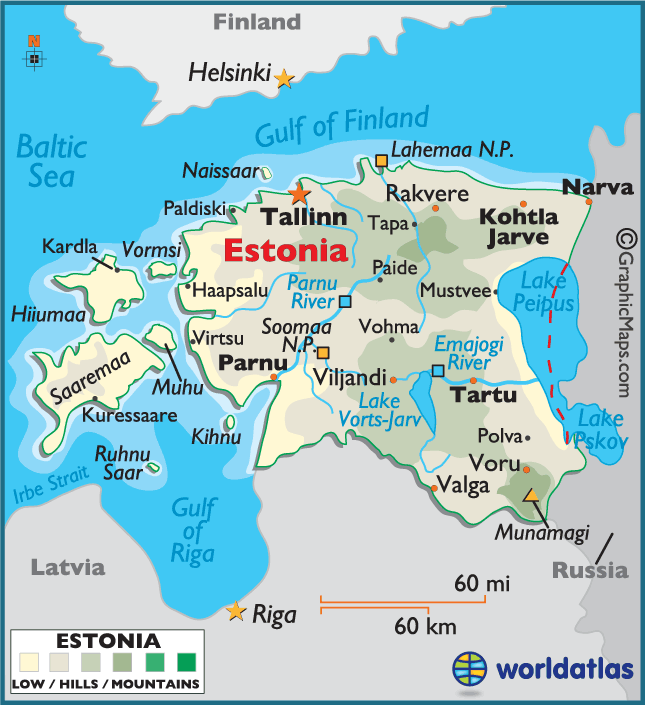 Finland
N
Helsinki
Gulf of Finland
Baltic
Sea
Lahemaa N.P.
Naissaar
Narva
Paldiski
Tallinn
Rakvere
Kohtla
Jarve
Tapa
Estonia
Kardla
Vormsi
Paide
Haapsalu
Parnu
River
Mustvee
Lake
Peipus
Hiiumaa
Virtsu
Soomaa
N.P.
Vohma
Emajogi
River
Parnu
Saaremaa
Muhu
Viljandi
Tartu
Lake
Vorts-Jarv
Kuressaare
Kihnu
Polva
Lake
Pskov
Ruhnu
Saar
Voru
Irbe Strait
Valga
Gulf
of
Riga
Munamagi
Latvia
Russia
60 mi
Riga
60 km
ESTONIA
LOW / HILLS / MOUNTAINS
worldatlas
© GraphicMaps.com